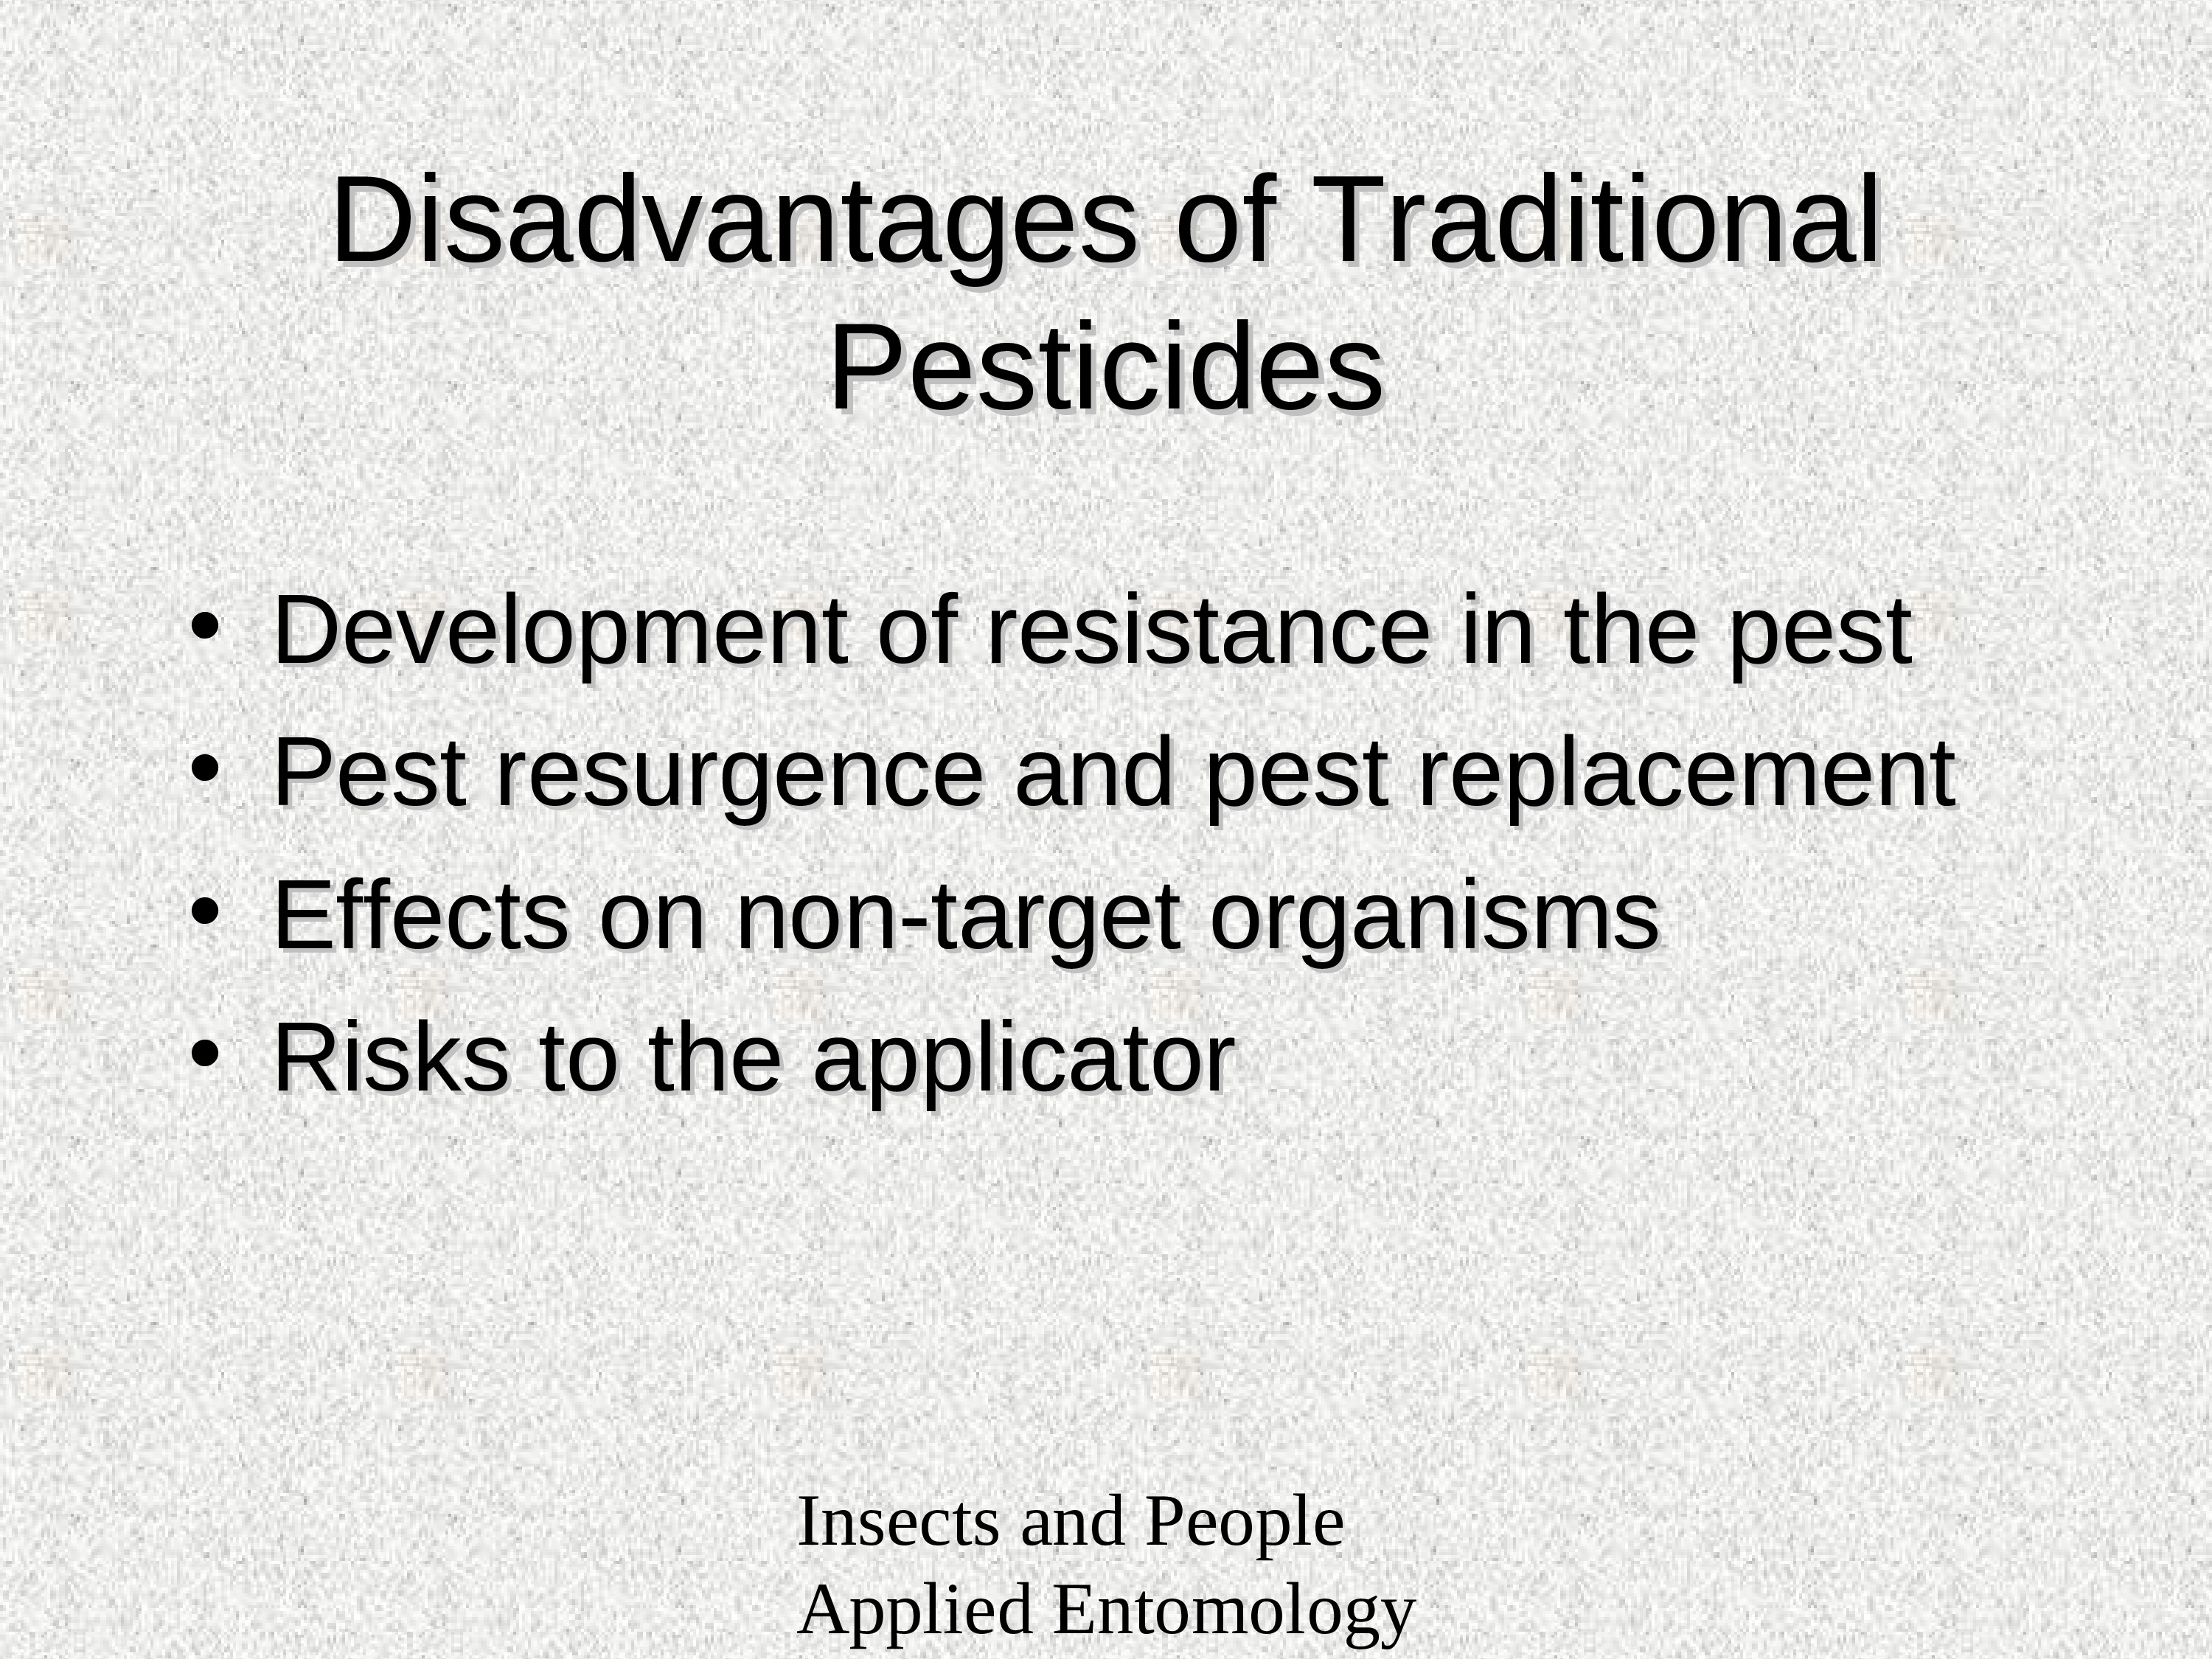 Disadvantages of Traditional
Pesticides
• Development of resistance in the pest
• Pest resurgence and pest replacement
• Effects on non-target organisms
• Risks to the applicator
Insects and People
Applied Entomology